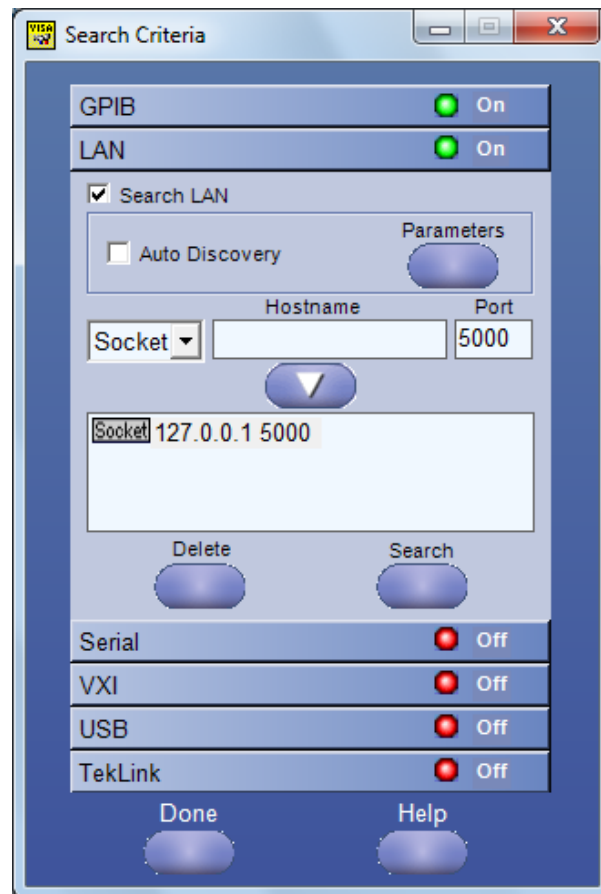 VISA
Search Criteria
GPIB On
LAN On
Search LAN
Auto Discovery
Parameters
Hostname Port
Socket 5000
Socket 127.0.0.1 5000
Delete Search
Serial Off
VXI Off
USB Off
TekLink Off
Done Help